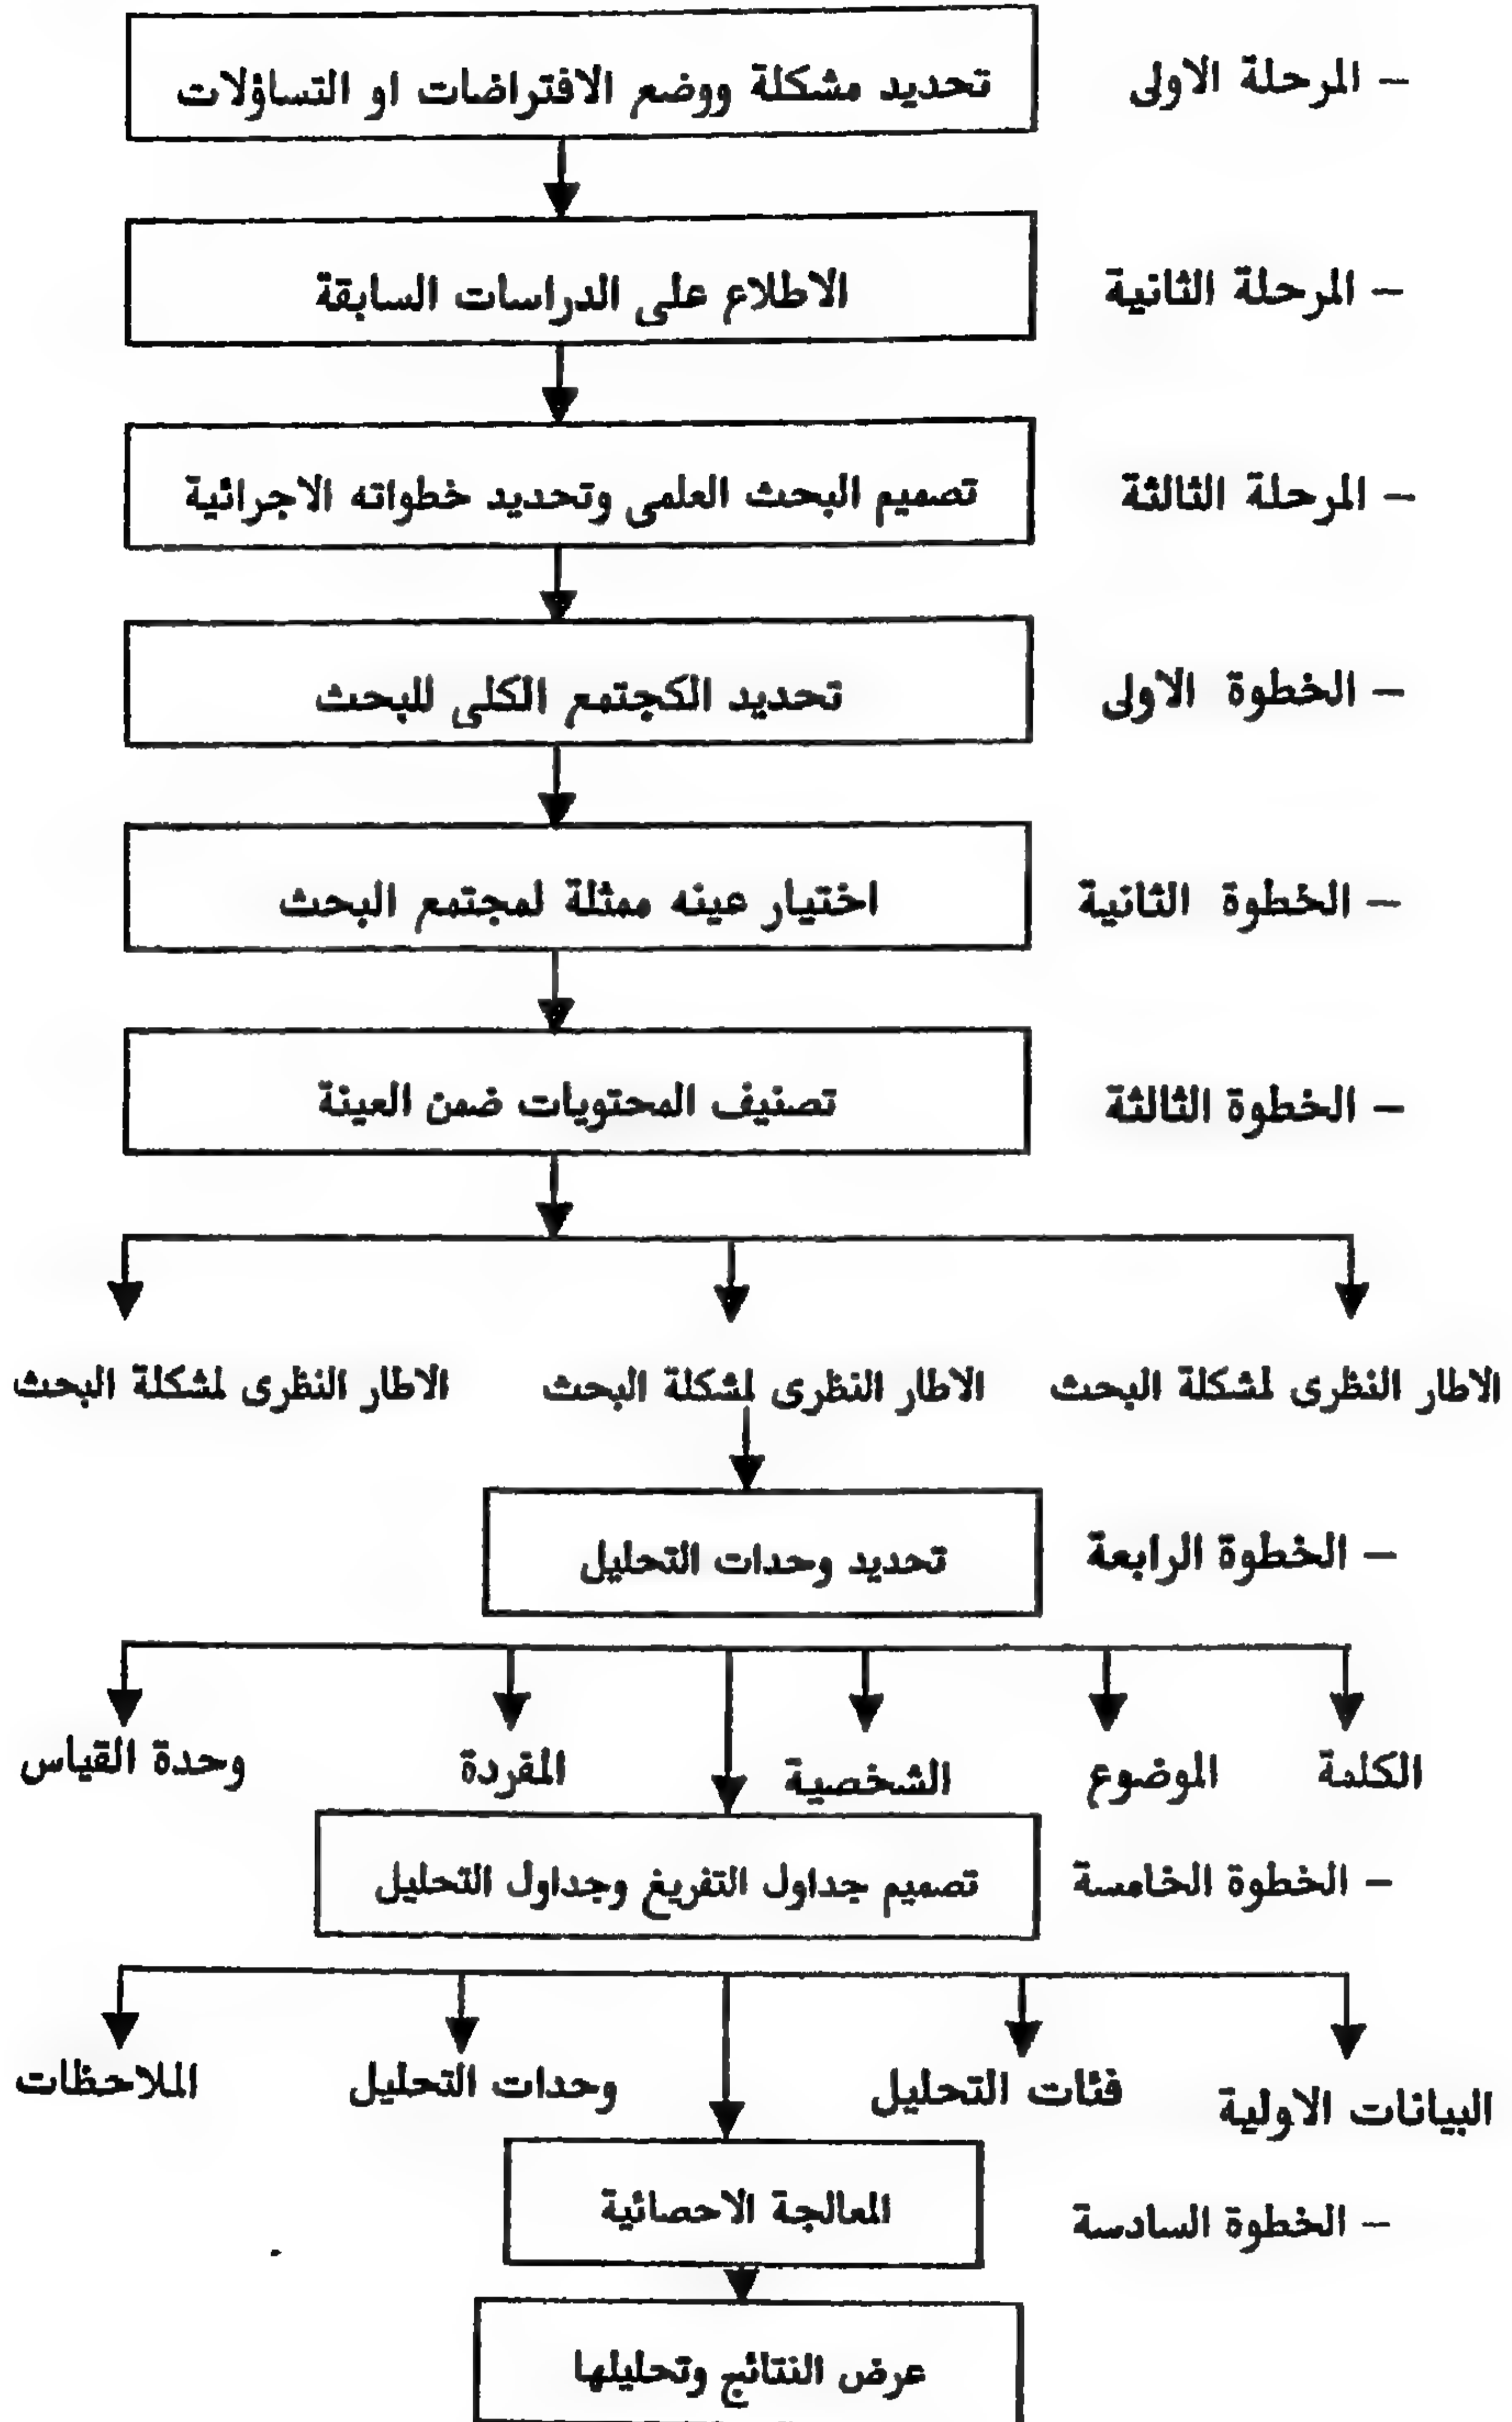 – المرحلة الاولى
تحديد مشكلة ووضع الافتراضات او التساؤلات
– المرحلة الثانية
الاطلاع على الدراسات السابقة
– المرحلة الثالثة
تصميم البحث العلمى وتحديد خطواته الاجرائية
– الخطوة الاولى
تحديد الكجتمع الكلى للبحث
– الخطوة الثانية
اختيار عينه ممثلة لمجتمع البحث
– الخطوة الثالثة
تصنيف المحتويات ضمن العينة
الاطار النظرى لمشكلة البحث
الاطار النظرى لمشكلة البحث
الاطار النظرى لمشكلة البحث
– الخطوة الرابعة
تحديد وحدات التحليل
الكلمة
الموضوع
الشخصية
المفردة
وحدة القياس
– الخطوة الخامسة
تصميم جداول التفريغ وجداول التحليل
البيانات الاولية
فئات التحليل
وحدات التحليل
الملاحظات
– الخطوة السادسة
المعالجة الاحصائية
عرض النتائج وتحليلها